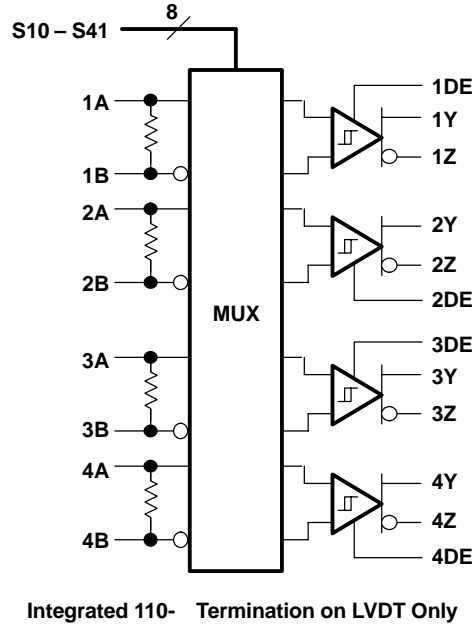 8
S10 – S41
1DE
1A
1Y
1Z
1B
2A
2Y
2Z
2B
2DE
MUX
3DE
3A
3Y
3Z
3B
4A
4Y
4Z
4B
4DE
Integrated 110- Termination on LVDT Only